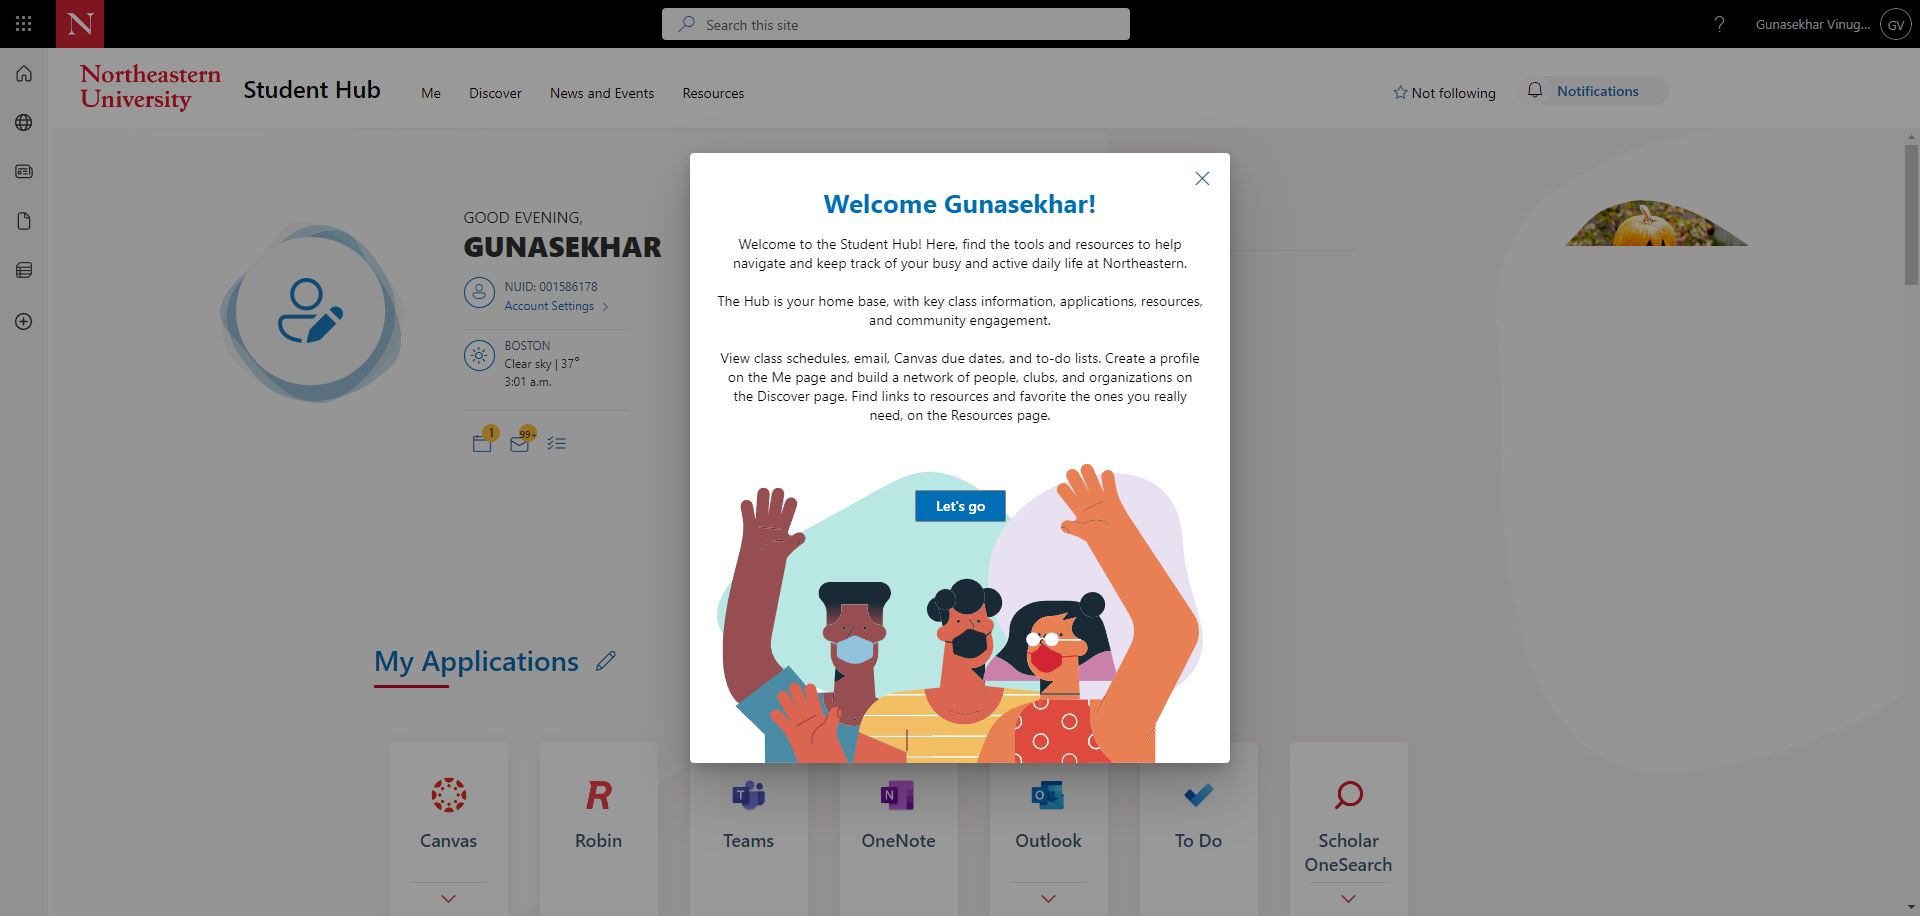 N
Search this site
?
Gunasekhar Vinug...
GV
Northeastern
University
Student Hub
Me
Discover
News and Events
Resources
Not following
Notifications
GOOD EVENING,
GUNASEKHAR
NUID: 001586178
Account Settings
BOSTON
Clear sky | 37°
3:01 a.m.
1
99+
Welcome Gunasekhar!
Welcome to the Student Hub! Here, find the tools and resources to help
navigate and keep track of your busy and active daily life at Northeastern.
The Hub is your home base, with key class information, applications, resources,
and community engagement.
View class schedules, email, Canvas due dates, and to-do lists. Create a profile
on the Me page and build a network of people, clubs, and organizations on
the Discover page. Find links to resources and favorite the ones you really
need, on the Resources page.
Let's go
My Applications
Canvas
R
Robin
T
Teams
N
OneNote
O
Outlook
To Do
Scholar
OneSearch